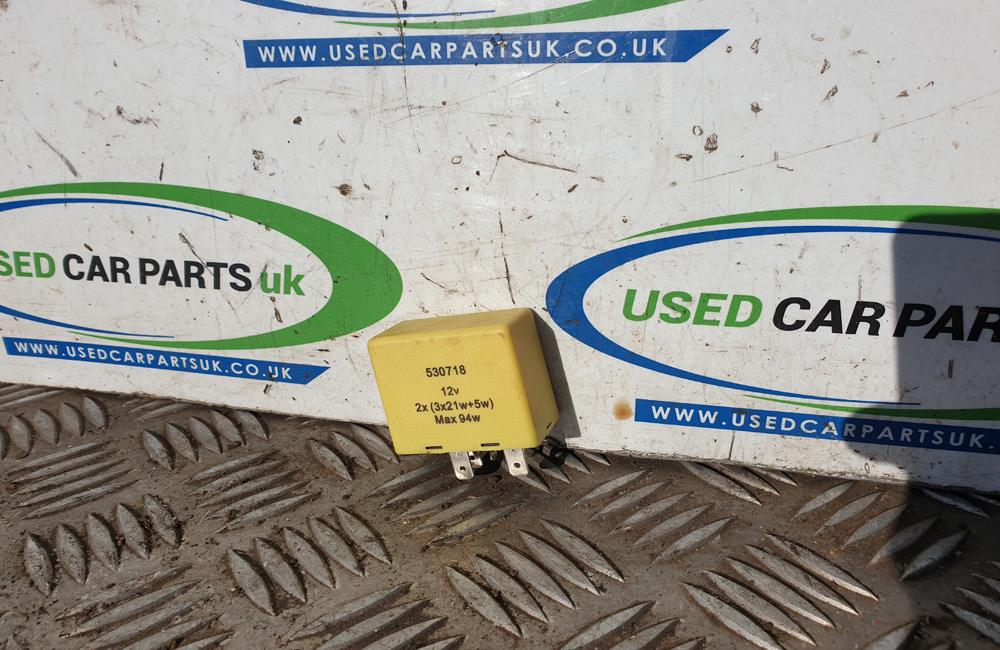 WWW.USEDCARPARTSUK.CO.UK
SED CAR PARTS uk
WWW.USEDCARPARTSUK.CO.UK
USED CAR PAR
WWW.USEDCARPARTSUK.CO.UK
530718
12v
2x (3x21w+5w)
Max 94w